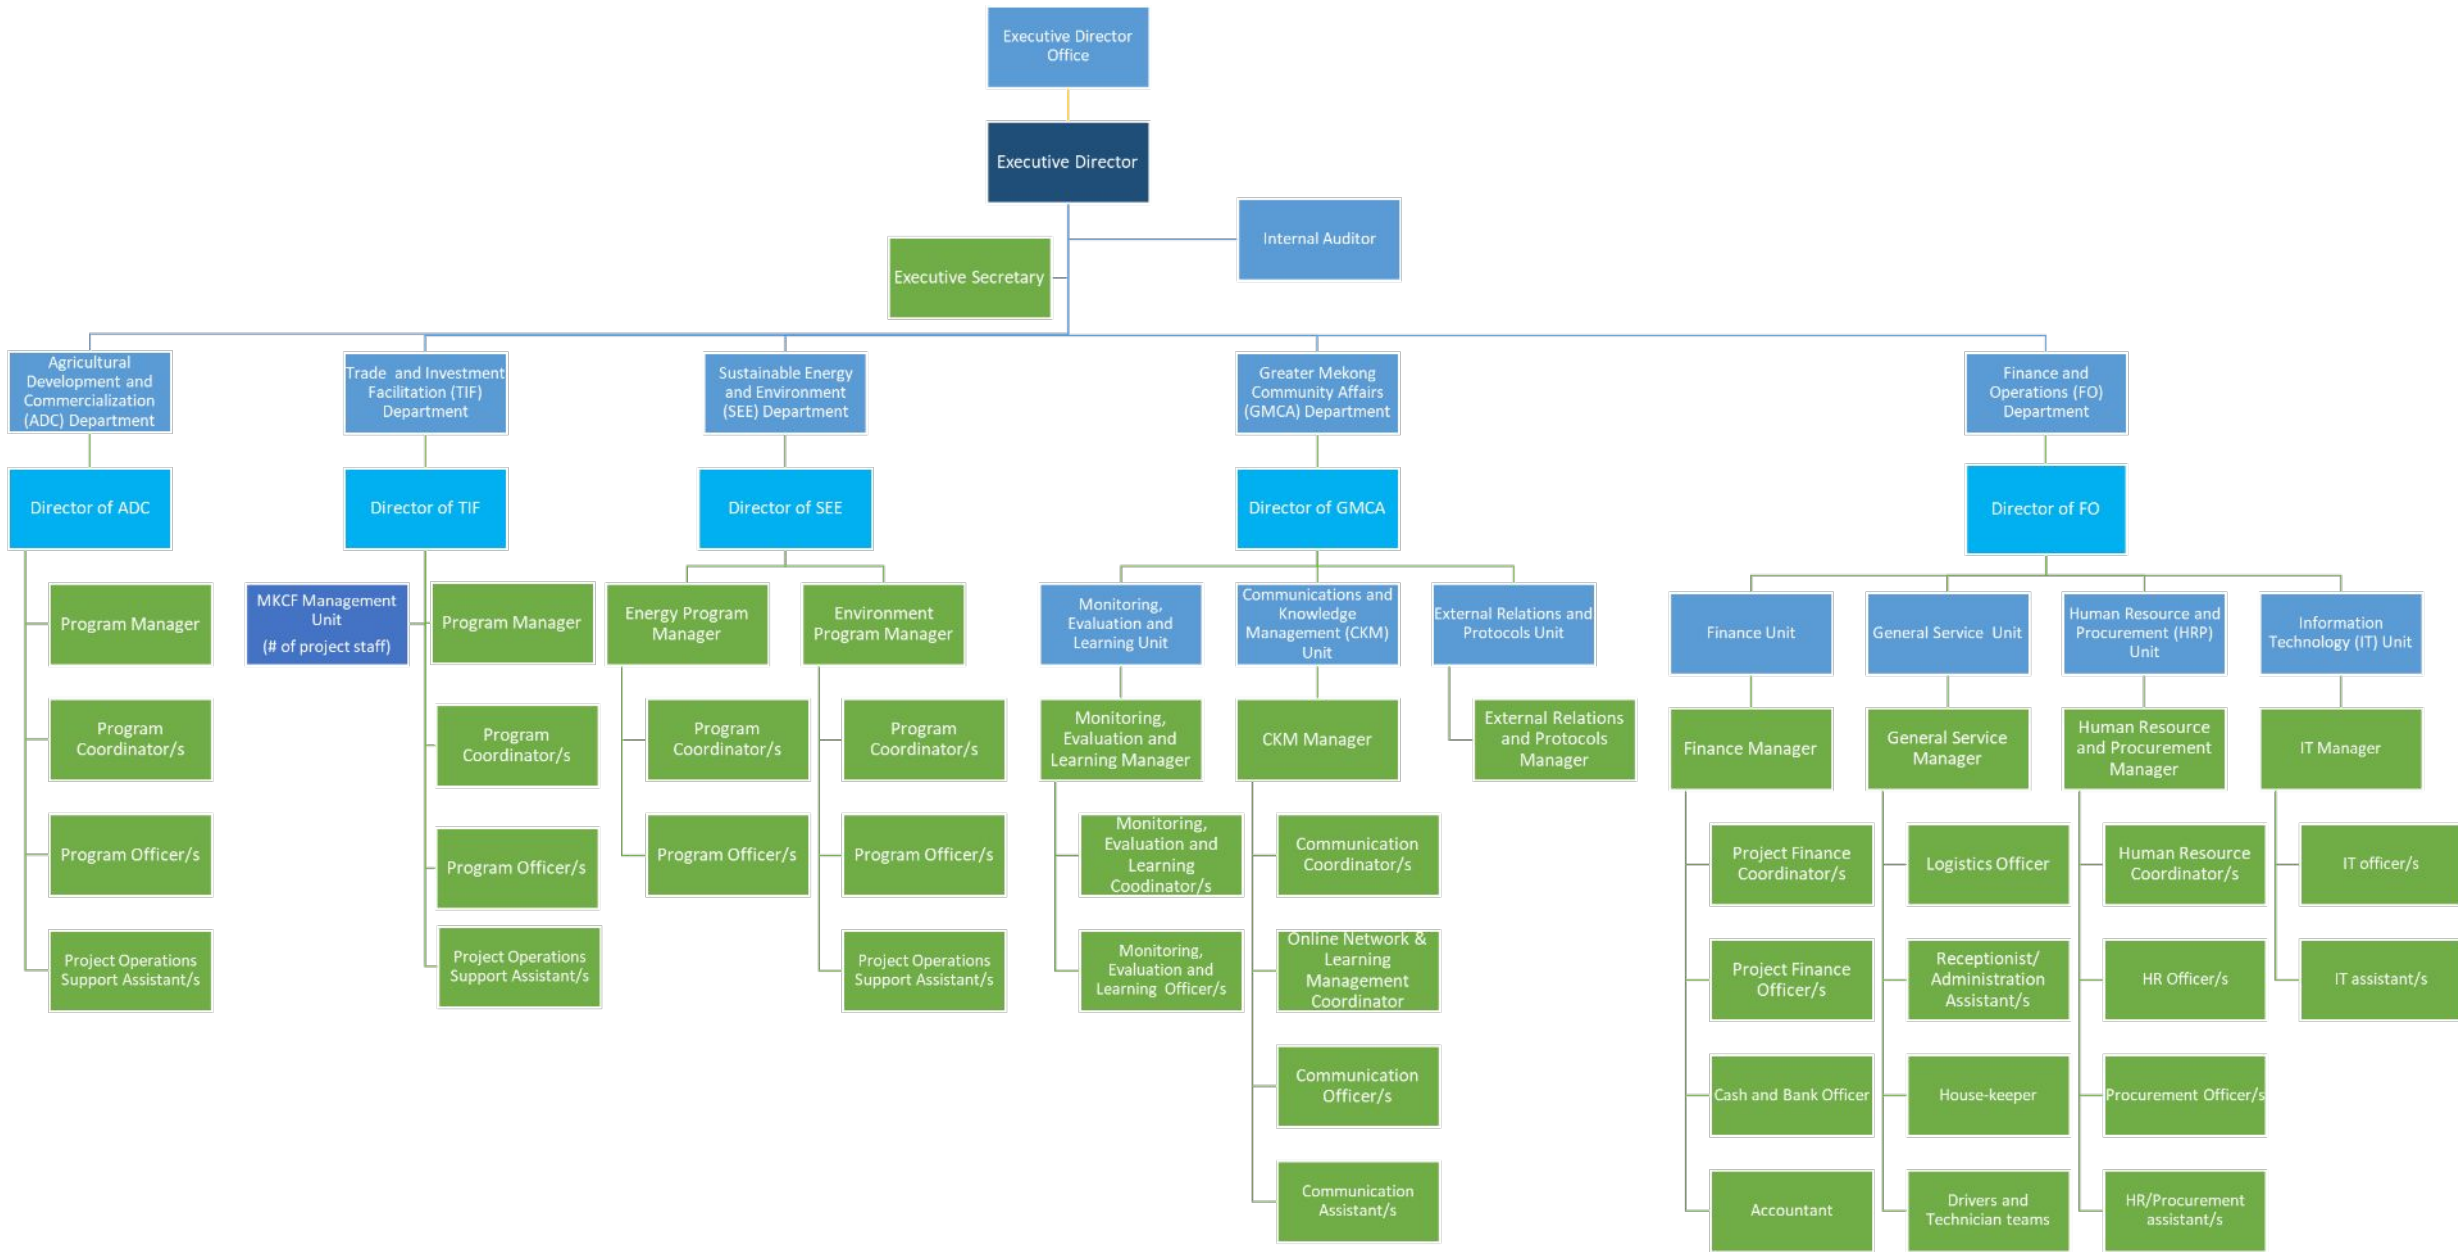 Executive Director
Office
Executive Director
Internal Auditor
Executive Secretary
Agricultural
Development and
Commercialization
(ADC) Department
Trade and Investment
Facilitation (TIF)
Department
Sustainable Energy
and Environment
(SEE) Department
Greater Mekong
Community Affairs
(GMCA) Department
Finance and
Operations (FO)
Department
Director of ADC
Director of TIF
Director of SEE
Director of GMCA
Director of FO
Program Manager
MKCF Management
Unit
(# of project staff)
Program Manager
Energy Program
Manager
Environment
Program Manager
Monitoring,
Evaluation and
Learning Unit
Communications and
Knowledge
Management (CKM)
Unit
External Relations and
Protocols Unit
Finance Unit
General Service Unit
Human Resource and
Procurement (HRP)
Unit
Information
Technology (IT) Unit
Program
Coordinator/s
Program
Coordinator/s
Program
Coordinator/s
Program
Coordinator/s
Monitoring,
Evaluation and
Learning Manager
CKM Manager
External Relations
and Protocols
Manager
Finance Manager
General Service
Manager
Human Resource
and Procurement
Manager
IT Manager
Program Officer/s
Program Officer/s
Program Officer/s
Program Officer/s
Monitoring,
Evaluation and
Learning
Coodinator/s
Communication
Coordinator/s
Project Finance
Coordinator/s
Logistics Officer
Human Resource
Coordinator/s
IT officer/s
Project Operations
Support Assistant/s
Project Operations
Support Assistant/s
Project Operations
Support Assistant/s
Monitoring,
Evaluation and
Learning Officer/s
Online Network &
Learning
Management
Coordinator
Project Finance
Officer/s
Receptionist/
Administration
Assistant/s
HR Officer/s
IT assistant/s
Communication
Officer/s
Cash and Bank Officer
House-keeper
Procurement Officer/s
Communication
Assistant/s
Accountant
Drivers and
Technician teams
HR/Procurement
assistant/s